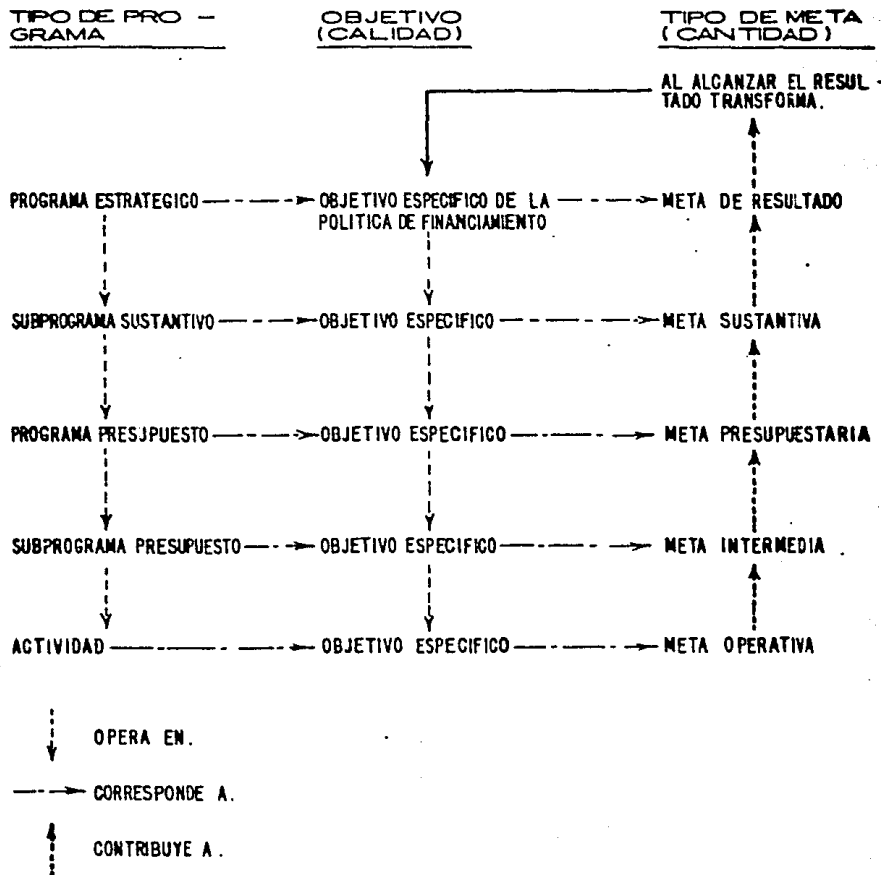 TIPO DE PRO -
GRAMA
OBJETIVO
(CALIDAD)
TIPO DE META
(CANTIDAD)
AL ALCANZAR EL RESUL -
TADO TRANSFORMA.
PROGRAMA ESTRATEGICO
OBJETIVO ESPECIFICO DE LA
POLITICA DE FINANCIAMIENTO
META DE RESULTADO
SUBPROGRAMA SUSTANTIVO
OBJETIVO ESPECIFICO
META SUSTANTIVA
PROGRAMA PRESUPUESTO
OBJETIVO ESPECIFICO
META PRESUPUESTARIA
SUBPROGRAMA PRESUPUESTO
OBJETIVO ESPECIFICO
META INTERMEDIA
ACTIVIDAD
OBJETIVO ESPECIFICO
META OPERATIVA
OPERA EN.
CORRESPONDE A.
CONTRIBUYE A.